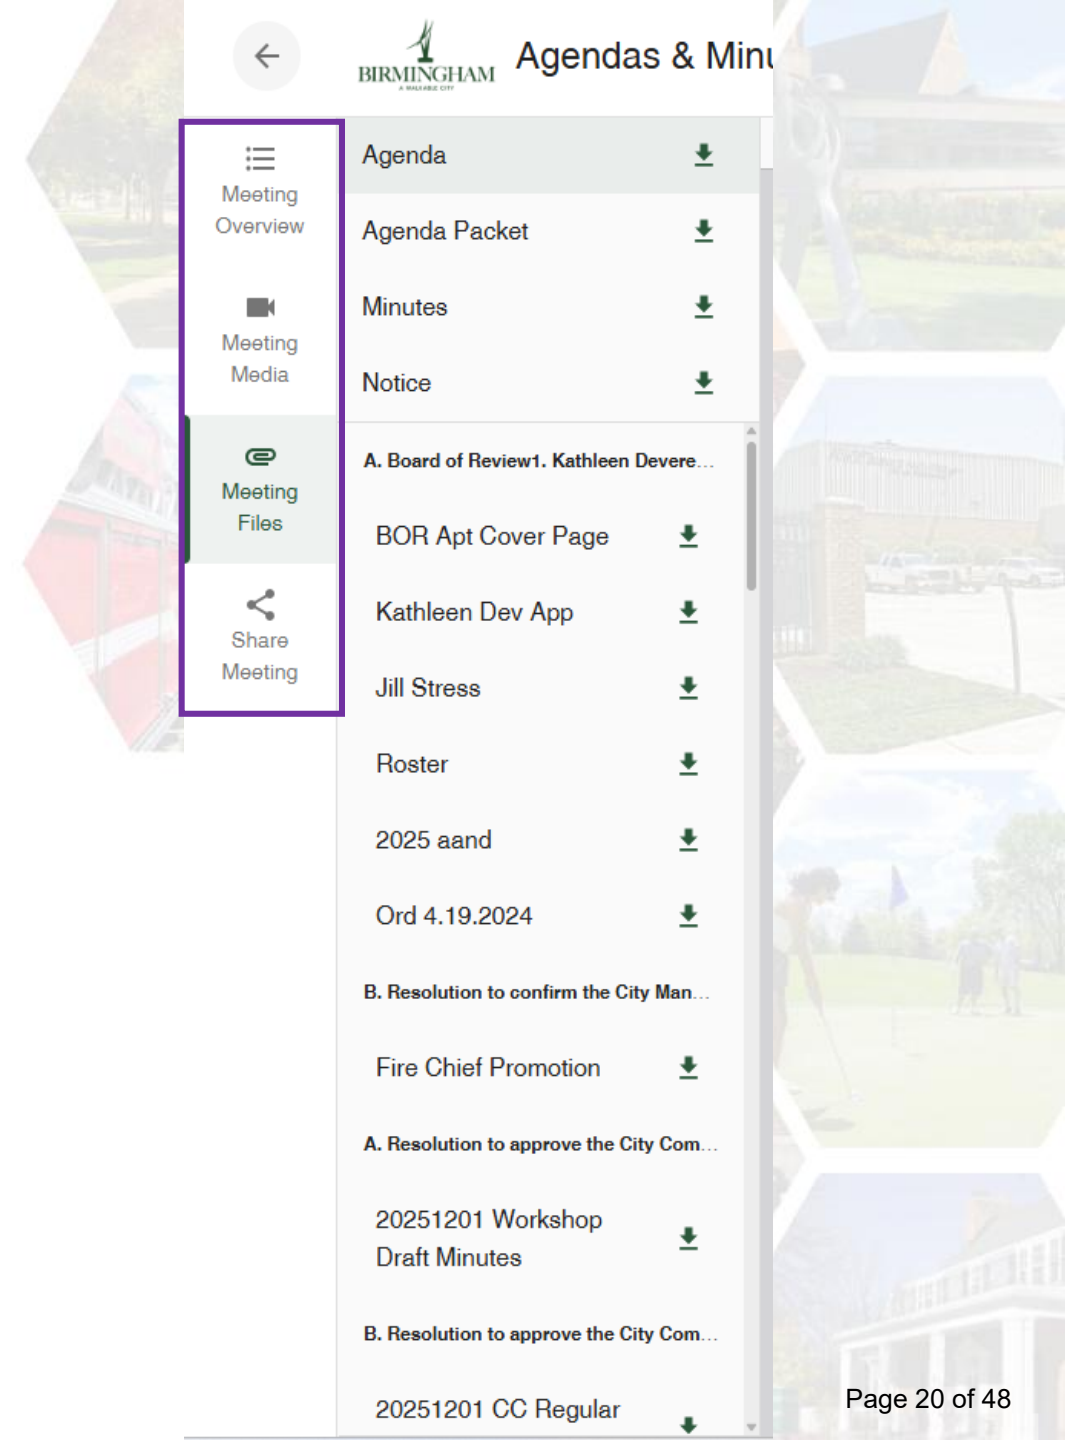 BIRMINGHAM
A WALKABLE CITY
Agendas & Minu
Meeting
Overview
Meeting
Media
Meeting
Files
Share
Meeting
Agenda
Agenda Packet
Minutes
Notice
A. Board of Review1. Kathleen Devere...
BOR Apt Cover Page
Kathleen Dev App
Jill Stress
Roster
2025 aand
Ord 4.19.2024
B. Resolution to confirm the City Man...
Fire Chief Promotion
A. Resolution to approve the City Com...
20251201 Workshop
Draft Minutes
B. Resolution to approve the City Com...
20251201 CC Regular
Page 20 of 48